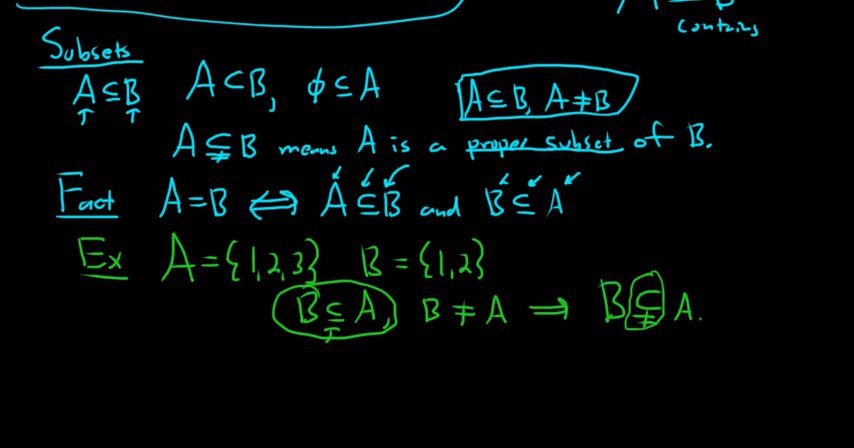 contains
Subsets
A ⊆ B A ⊂ B, ϕ ⊆ A A ⊆ B, A ≠ B
A ⊊ B means A is a proper subset of B.
Fact A = B ⟺ A ⊆ B and B ⊆ A
Ex A = {1, 2, 3} B = {1, 2}
B ⊆ A, B ≠ A ⟹ B ⊊ A.